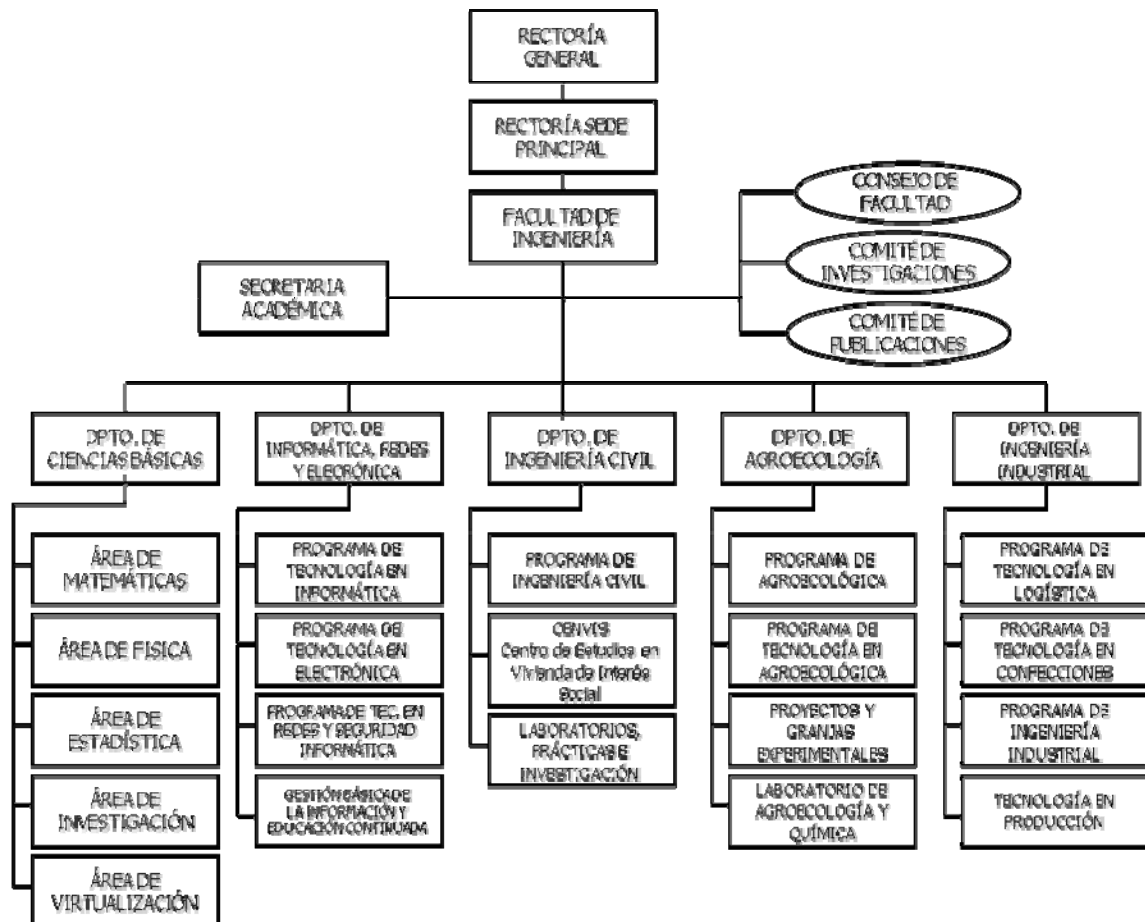 RECTORÍA
GENERAL
RECTORÍA SEDE
PRINCIPAL
FACULTAD DE
INGENIERÍA
CONSEJO DE
FACULTAD
COMITÉ DE
INVESTIGACIONES
COMITÉ DE
PUBLICACIONES
SECRETARIA
ACADÉMICA
DPTO. DE
CIENCIAS BÁSICAS
DPTO. DE
INFORMÁTICA, REDES
Y ELECRÓNICA
DPTO. DE
INGENIERÍA CIVIL
DPTO. DE
AGROECOLOGÍA
DPTO. DE
INGENIERÍA
INDUSTRIAL
ÁREA DE
MATEMÁTICAS
ÁREA DE FISICA
ÁREA DE
ESTADÍSTICA
ÁREA DE
INVESTIGACIÓN
ÁREA DE
VIRTUALIZACIÓN
PROGRAMA DE
TECNOLOGÍA EN
INFORMÁTICA
PROGRAMA DE
TECNOLOGÍA EN
ELECTRÓNICA
PROGRAMA DE TEC. EN
REDES Y SEGURIDAD
INFORMÁTICA
GESTIÓN BÁSICA DE
LA INFORMACIÓN Y
EDUCACIÓN CONTINUADA
PROGRAMA DE
INGENIERÍA CIVIL
CENVIS
Centro de Estudios en
Vivienda de Interés
Social
LABORATORIOS,
PRÁCTICAS E
INVESTIGACIÓN
PROGRAMA DE
AGROECOLÓGICA
PROGRAMA DE
TECNOLOGÍA EN
AGROECOLÓGICA
PROYECTOS Y
GRANJAS
EXPERIMENTALES
LABORATORIO DE
AGROECOLOGÍA Y
QUÍMICA
PROGRAMA DE
TECNOLOGÍA EN
LOGÍSTICA
PROGRAMA DE
TECNOLOGÍA EN
CONFECCIONES
PROGRAMA DE
INGENIERÍA
INDUSTRIAL
TECNOLOGÍA EN
PRODUCCIÓN